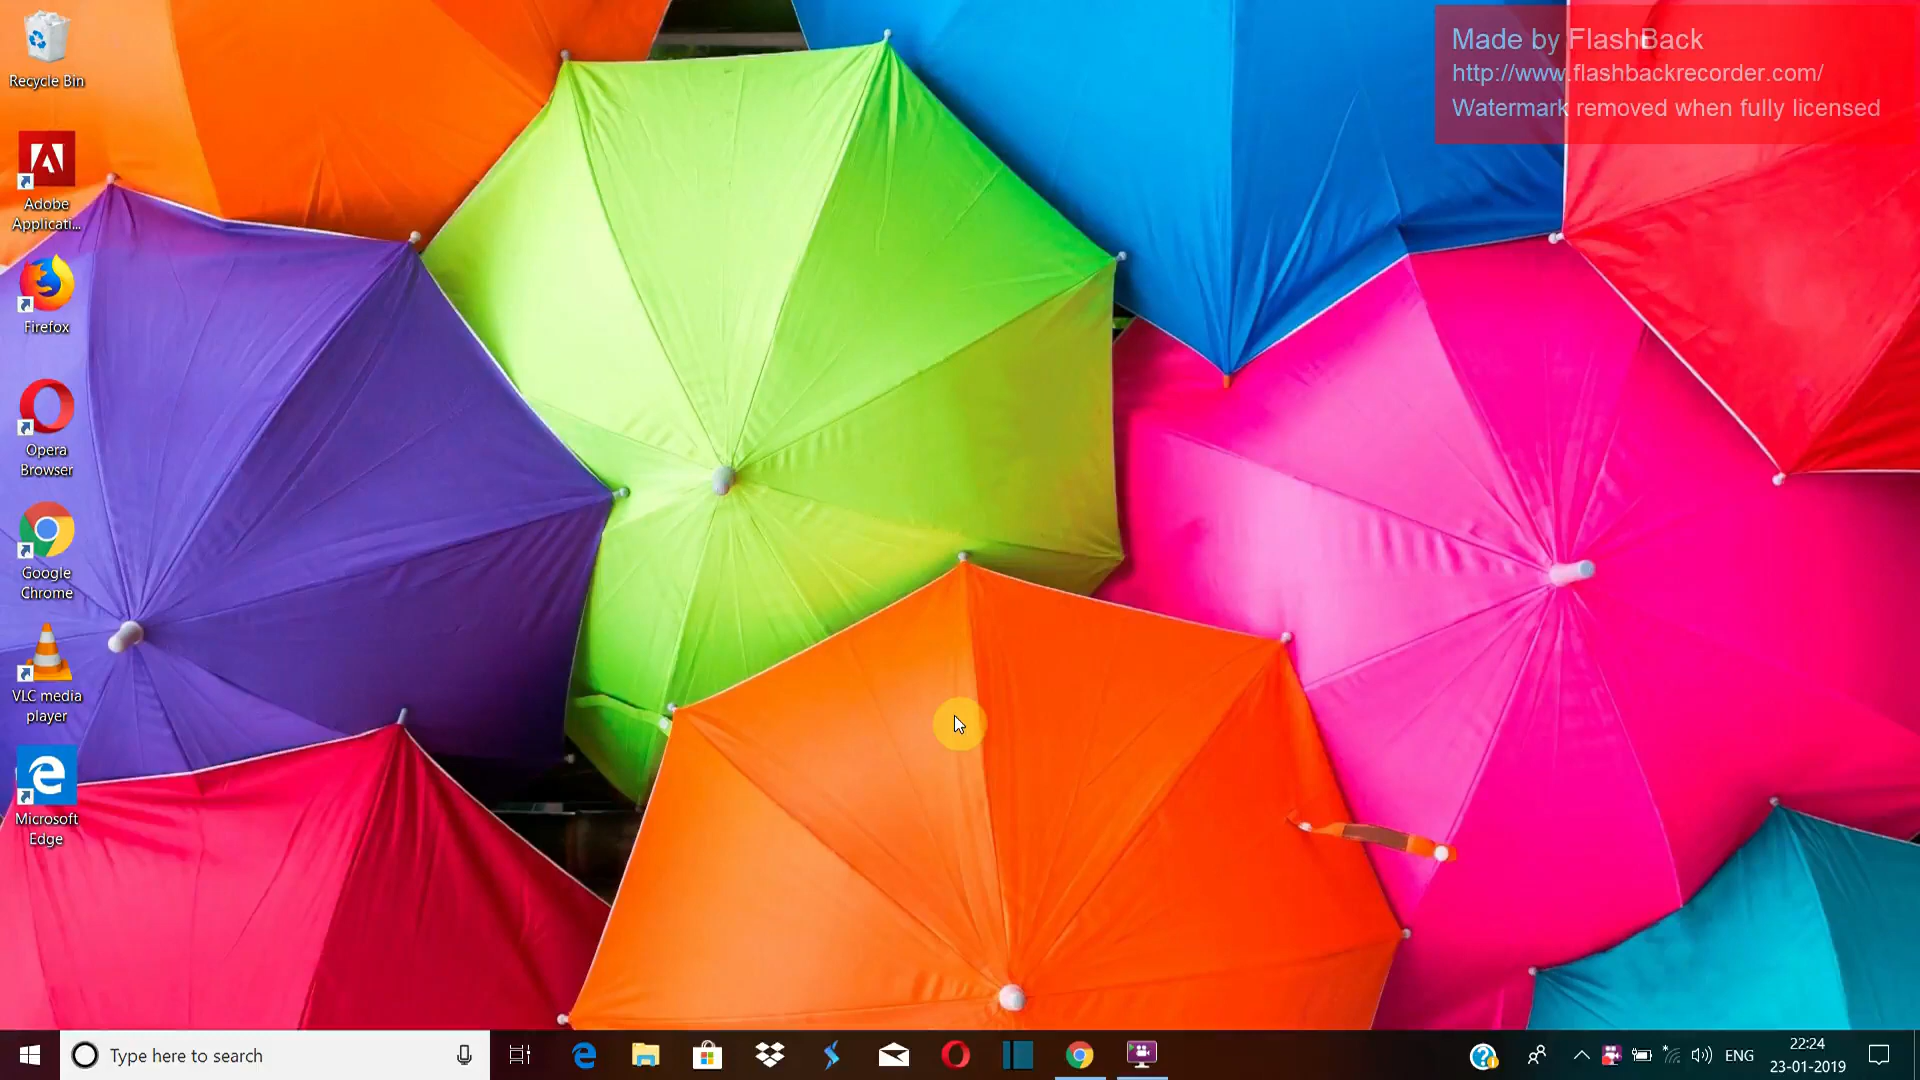 Recycle Bin
Adobe
Applicati...
Firefox
Opera
Browser
Google
Chrome
VLC media
player
Microsoft
Edge
Made by FlashBack
http://www.flashbackrecorder.com/
Watermark removed when fully licensed
Type here to search
ENG
22:24
23-01-2019